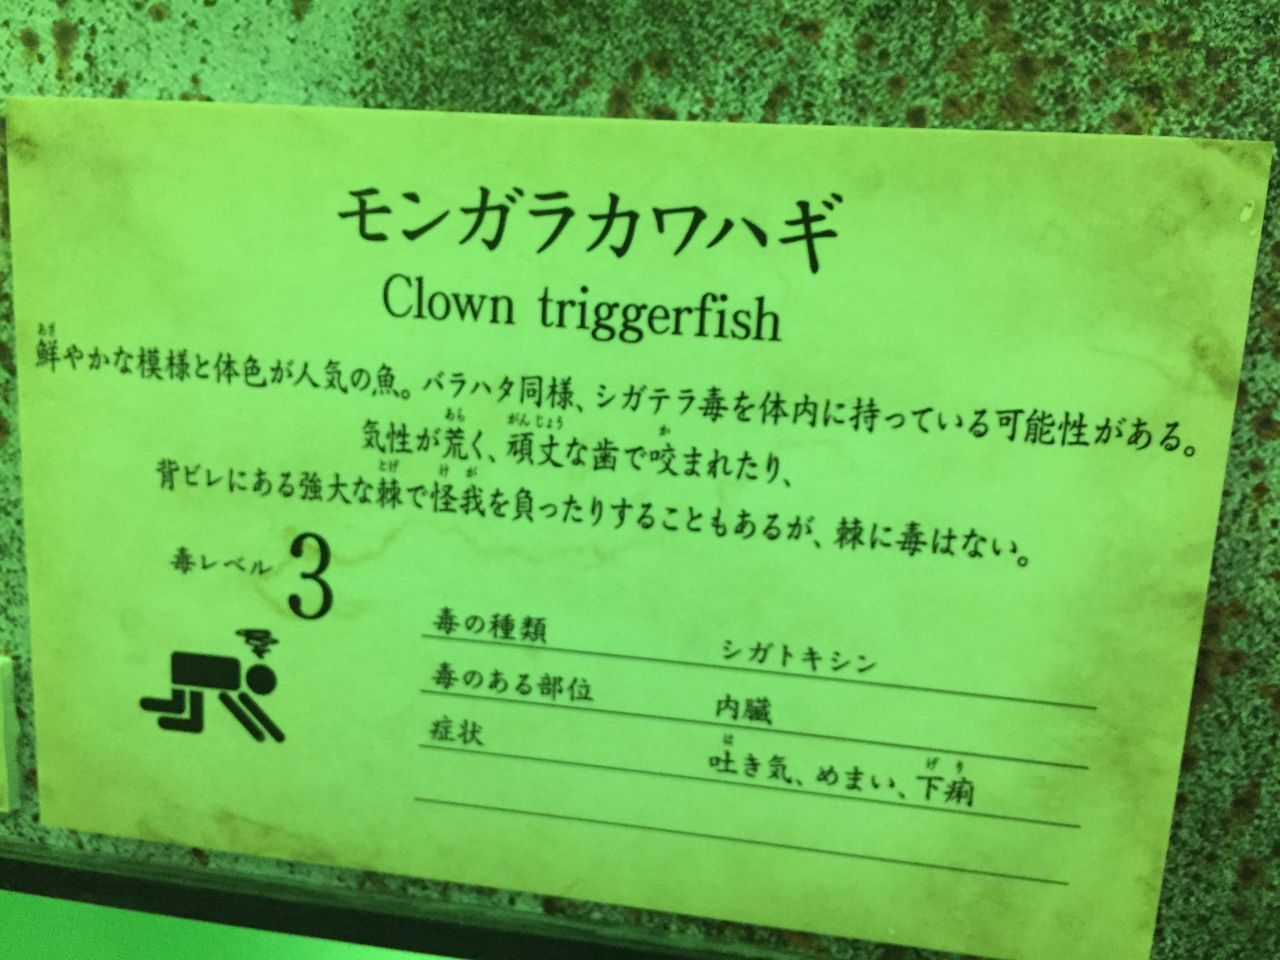 モンガラカワハギ
Clown triggerfish
鮮やかな模様と体色が人気の魚。バラハタ同様、シガテラ毒を体内に持っている可能性がある。
気性が荒く、頑丈な歯で咬まれたり、
背ビレにある強大な棘で怪我を負ったりすることもあるが、棘に毒はない。
毒レベル 3
毒の種類 シガトキシン
毒のある部位 内臓
症状 吐き気、めまい、下痢